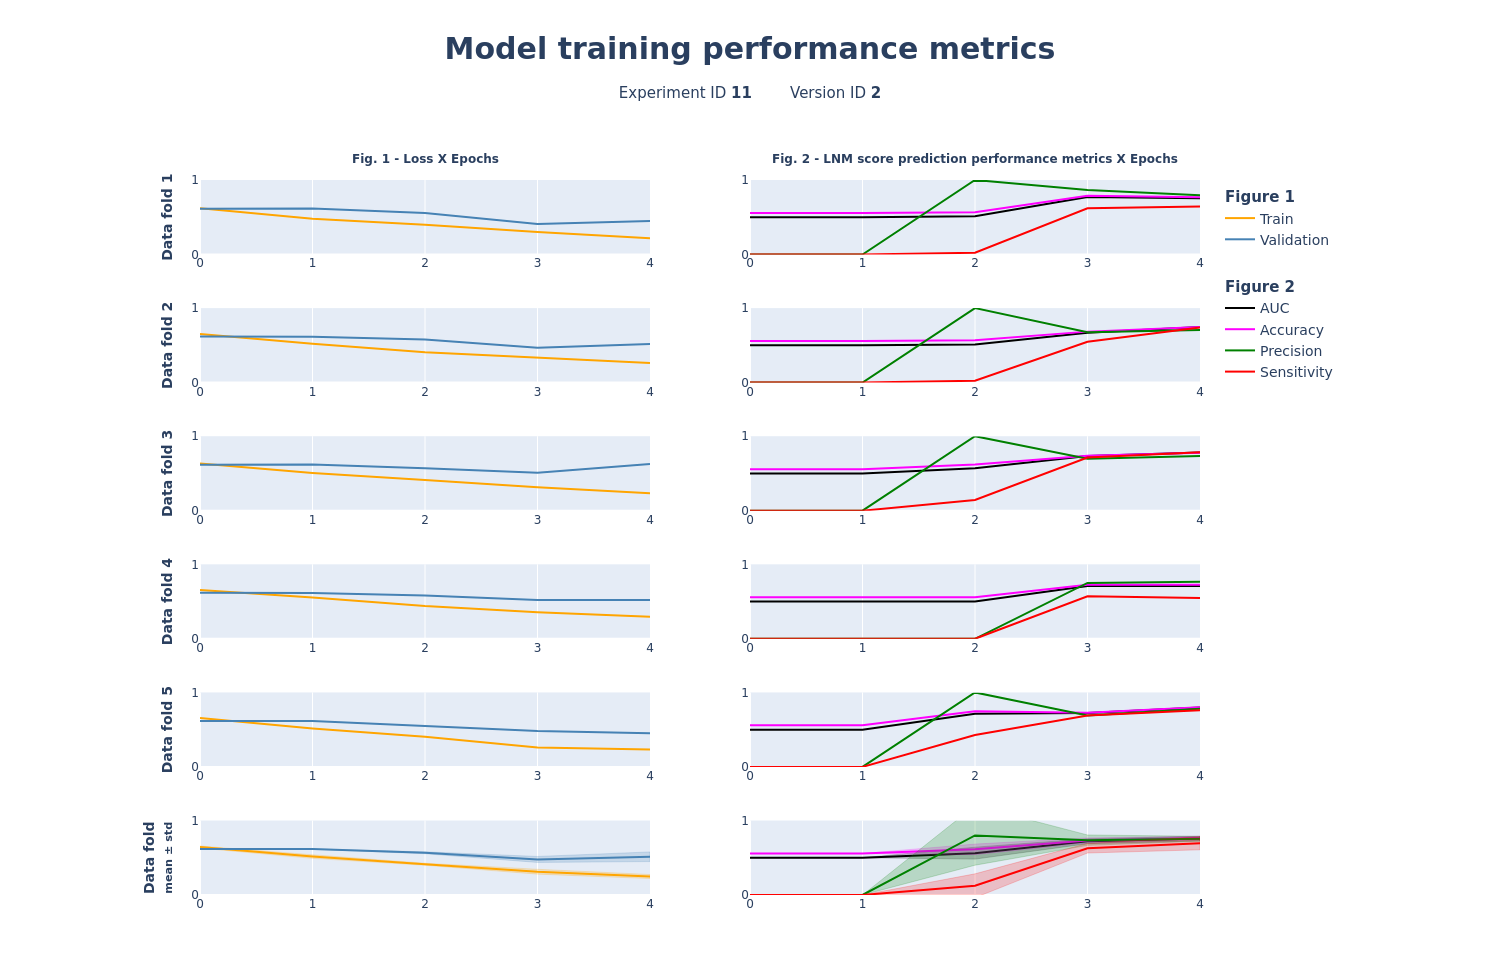 Model training performance metrics
Experiment ID 11 Version ID 2
Fig. 1 - Loss X Epochs
Fig. 2 - LNM score prediction performance metrics X Epochs
Data fold 1
1
0
0 1 2 3 4
1
0
0 1 2 3 4
Figure 1
Train
Validation
Figure 2
AUC
Accuracy
Precision
Sensitivity
Data fold 2
1
0
0 1 2 3 4
1
0
0 1 2 3 4
Data fold 3
1
0
0 1 2 3 4
1
0
0 1 2 3 4
Data fold 4
1
0
0 1 2 3 4
1
0
0 1 2 3 4
Data fold 5
1
0
0 1 2 3 4
1
0
0 1 2 3 4
Data fold
mean ± std
1
0
0 1 2 3 4
1
0
0 1 2 3 4